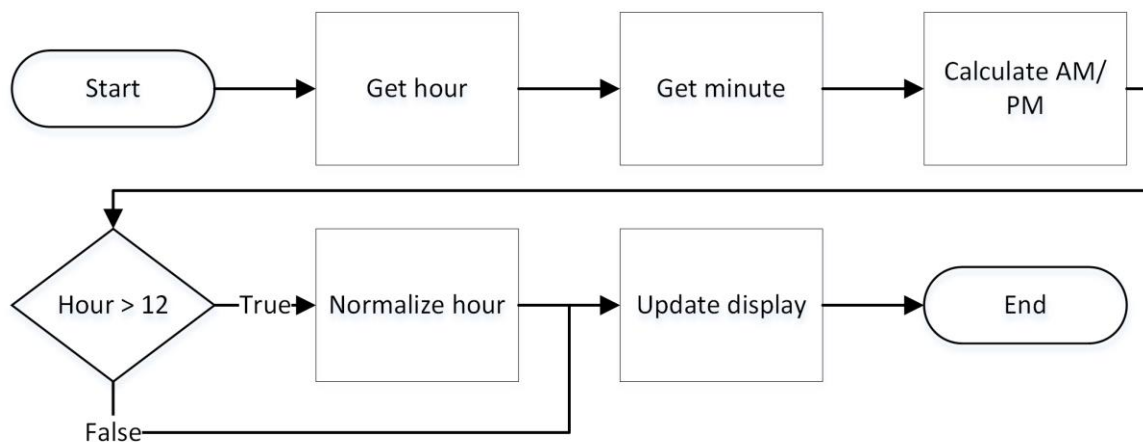 Start
Get hour
Get minute
Calculate AM/
PM
Hour > 12
True
Normalize hour
Update display
End
False